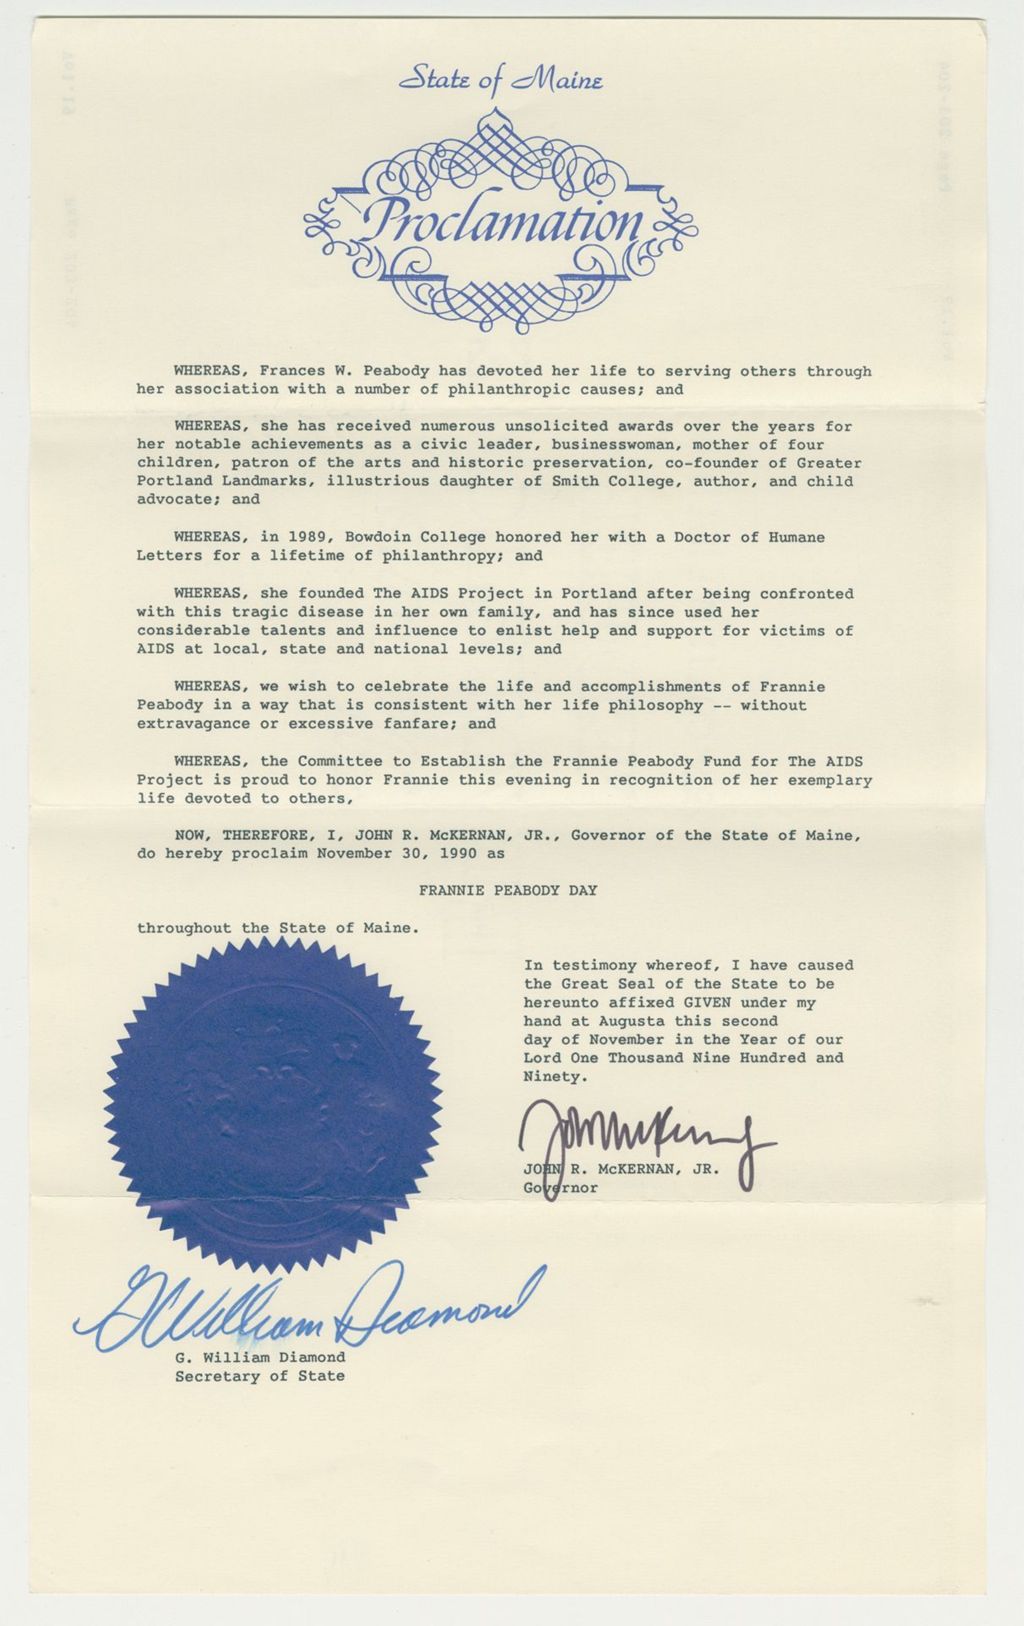 State of Maine
Proclamation
WHEREAS, Frances W. Peabody has devoted her life to serving others through
her association with a number of philanthropic causes; and
WHEREAS, she has received numerous unsolicited awards over the years for
her notable achievements as a civic leader, businesswoman, mother of four
children, patron of the arts and historic preservation, co-founder of Greater
Portland Landmarks, illustrious daughter of Smith College, author, and child
advocate; and
WHEREAS, in 1989, Bowdoin College honored her with a Doctor of Humane
Letters for a lifetime of philanthropy; and
WHEREAS, she founded The AIDS Project in Portland after being confronted
with this tragic disease in her own family, and has since used her
considerable talents and influence to enlist help and support for victims of
AIDS at local, state and national levels; and
WHEREAS, we wish to celebrate the life and accomplishments of Frannie
Peabody in a way that is consistent with her life philosophy -- without
extravagance or excessive fanfare; and
WHEREAS, the Committee to Establish the Frannie Peabody Fund for The AIDS
Project is proud to honor Frannie this evening in recognition of her exemplary
life devoted to others,
NOW, THEREFORE, I, JOHN R. McKERNAN, JR., Governor of the State of Maine,
do hereby proclaim November 30, 1990 as
FRANNIE PEABODY DAY
throughout the State of Maine.
In testimony whereof, I have caused
the Great Seal of the State to be
hereunto affixed GIVEN under my
hand at Augusta this second
day of November in the Year of our
Lord One Thousand Nine Hundred and
Ninety.
John McKernan Jr
JOHN R. McKERNAN, JR.
Governor
G William Diamond
G. William Diamond
Secretary of State